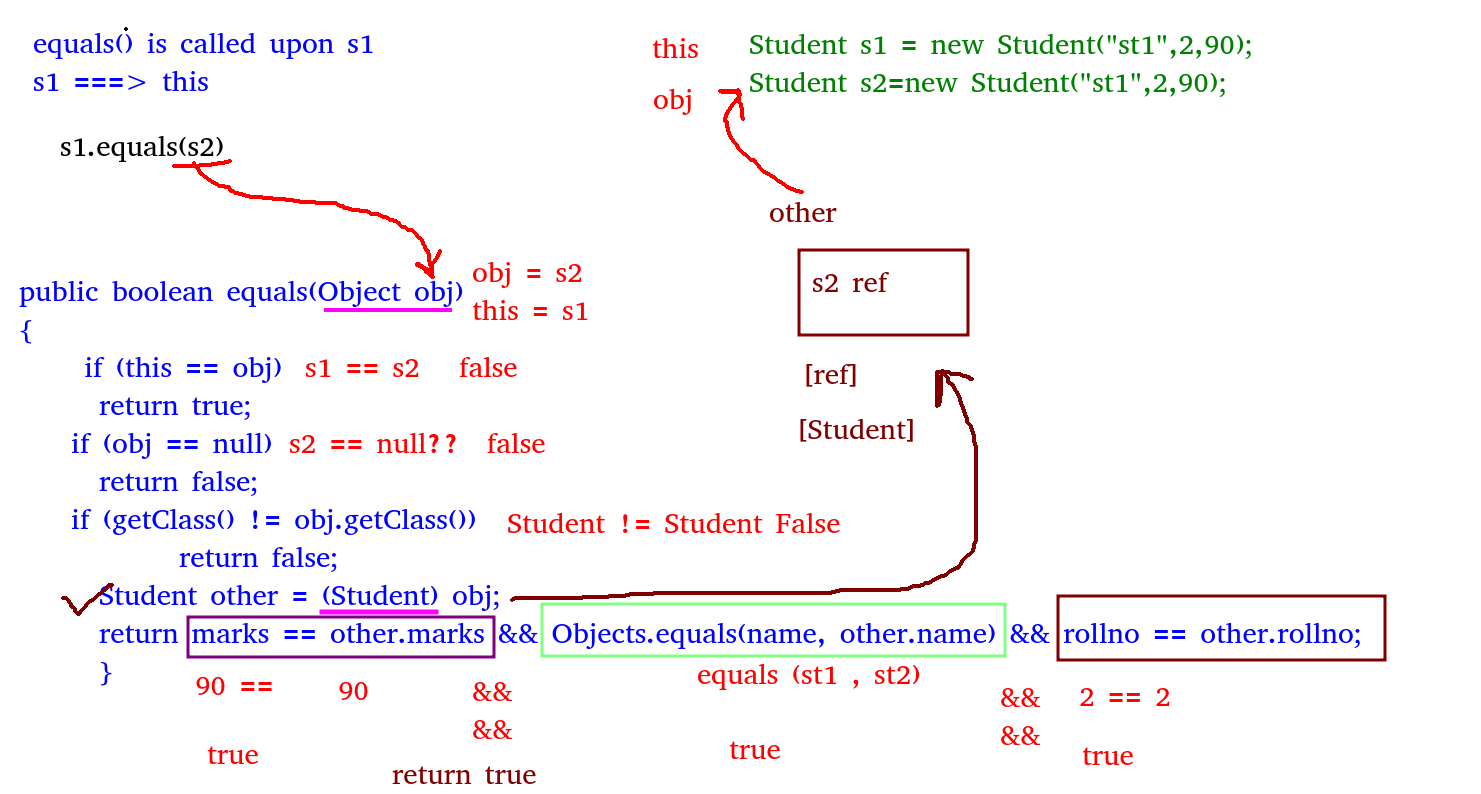 equals() is called upon s1
s1 ===> this
this Student s1 = new Student("st1",2,90);
obj Student s2=new Student("st1",2,90);
s1.equals(s2)
other
s2 ref
[ref]
[Student]
public boolean equals(Object obj) obj = s2
this = s1
{
if (this == obj) s1 == s2 false
return true;
if (obj == null) s2 == null?? false
return false;
if (getClass() != obj.getClass()) Student != Student False
return false;
Student other = (Student) obj;
return marks == other.marks && Objects.equals(name, other.name) && rollno == other.rollno;
}
90 == 90 && equals (st1 , st2) && 2 == 2
&& &&
true true true
return true